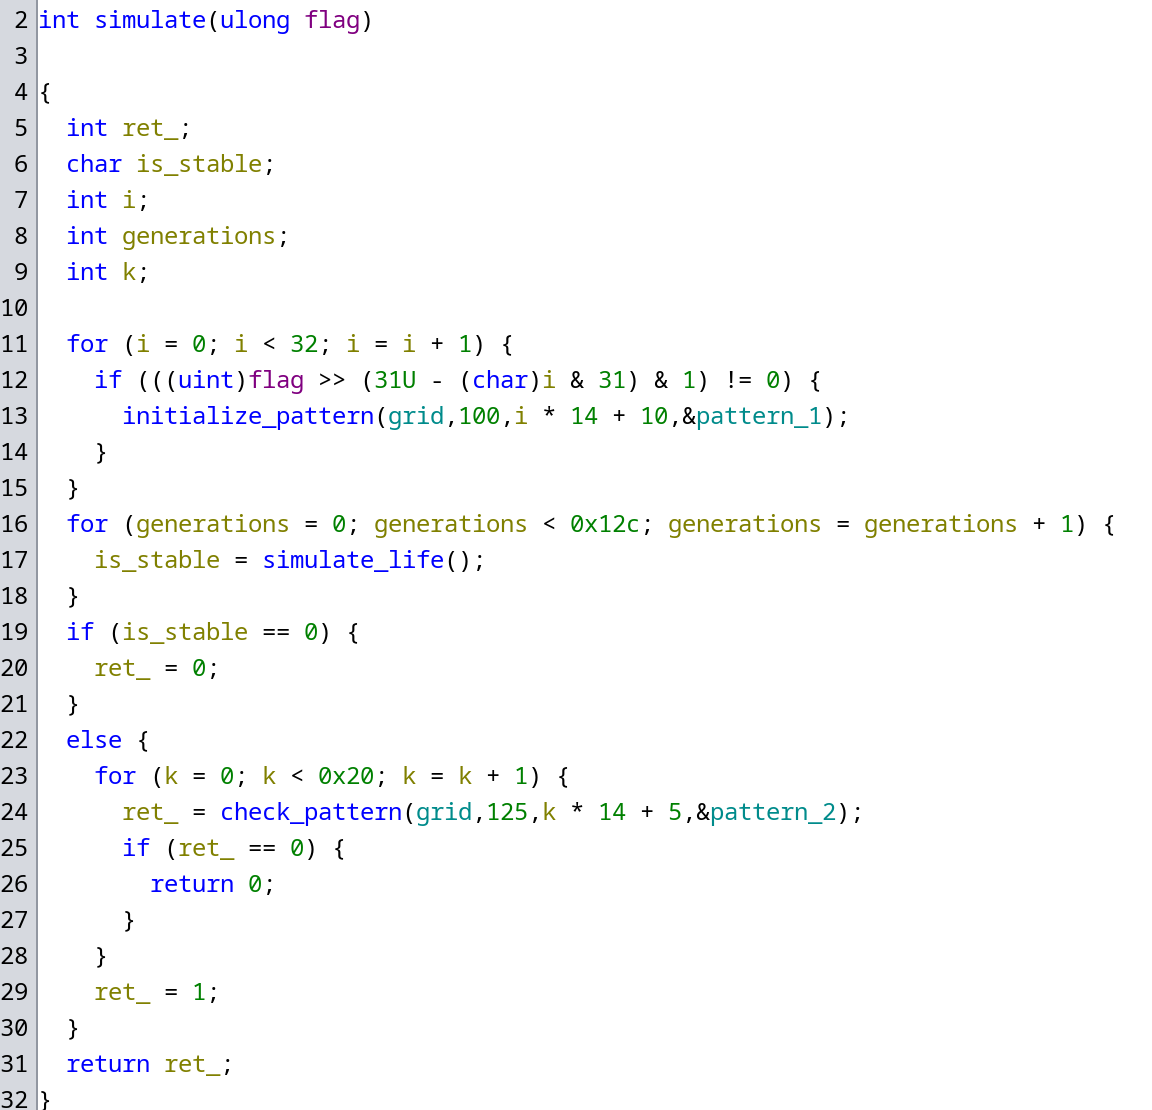 2 int simulate(ulong flag)
3
4 {
5   int ret_;
6   char is_stable;
7   int i;
8   int generations;
9   int k;
10
11   for (i = 0; i < 32; i = i + 1) {
12     if (((uint)flag >> (31U - (char)i & 31) & 1) != 0) {
13       initialize_pattern(grid,100,i * 14 + 10,&pattern_1);
14     }
15   }
16   for (generations = 0; generations < 0x12c; generations = generations + 1) {
17     is_stable = simulate_life();
18   }
19   if (is_stable == 0) {
20     ret_ = 0;
21   }
22   else {
23     for (k = 0; k < 0x20; k = k + 1) {
24       ret_ = check_pattern(grid,125,k * 14 + 5,&pattern_2);
25       if (ret_ == 0) {
26         return 0;
27       }
28     }
29     ret_ = 1;
30   }
31   return ret_;
32 }